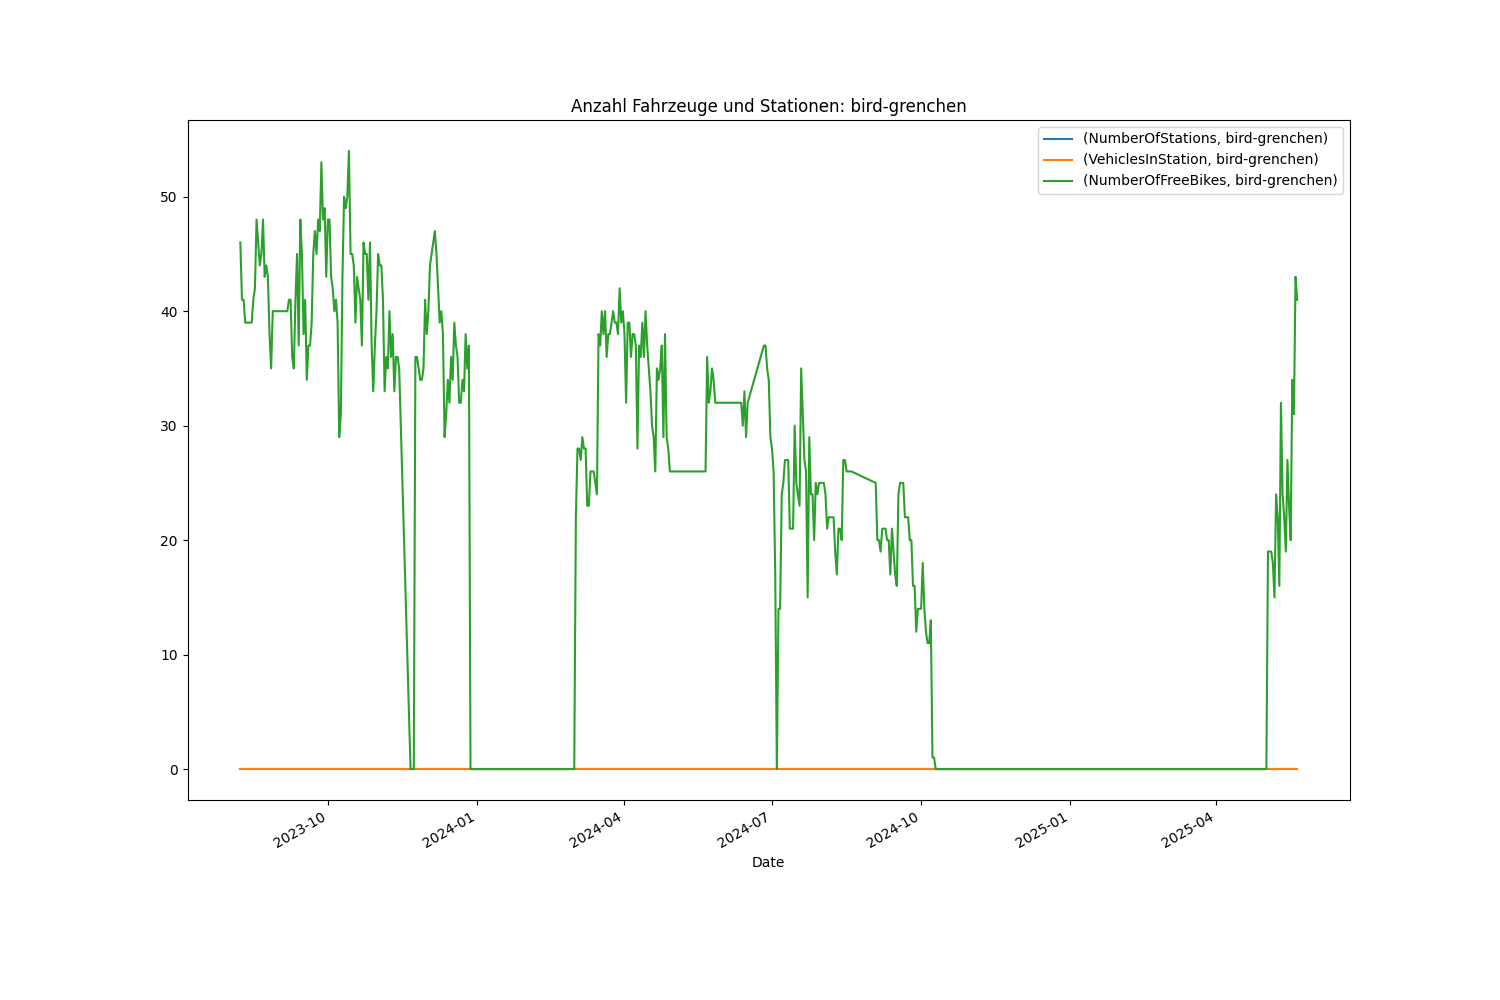 Anzahl Fahrzeuge und Stationen: bird-grenchen
(NumberOfStations, bird-grenchen)
(VehiclesInStation, bird-grenchen)
(NumberOfFreeBikes, bird-grenchen)
50
40
30
20
10
0
2023-10
2024-01
2024-04
2024-07
2024-10
2025-01
2025-04
Date